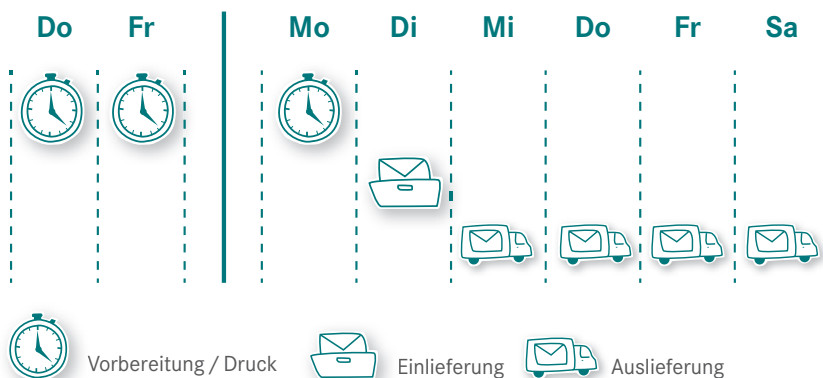 Do Fr Mo Di Mi Do Fr Sa
Vorbereitung / Druck Einlieferung Auslieferung